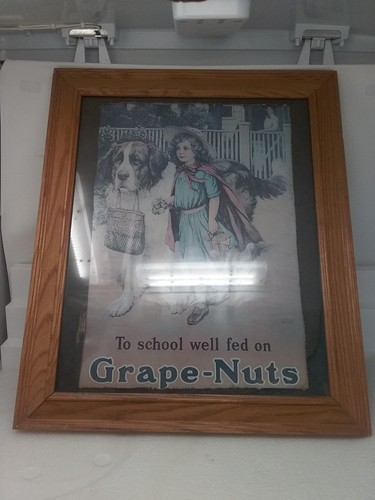 To school well fed on
Grape-Nuts